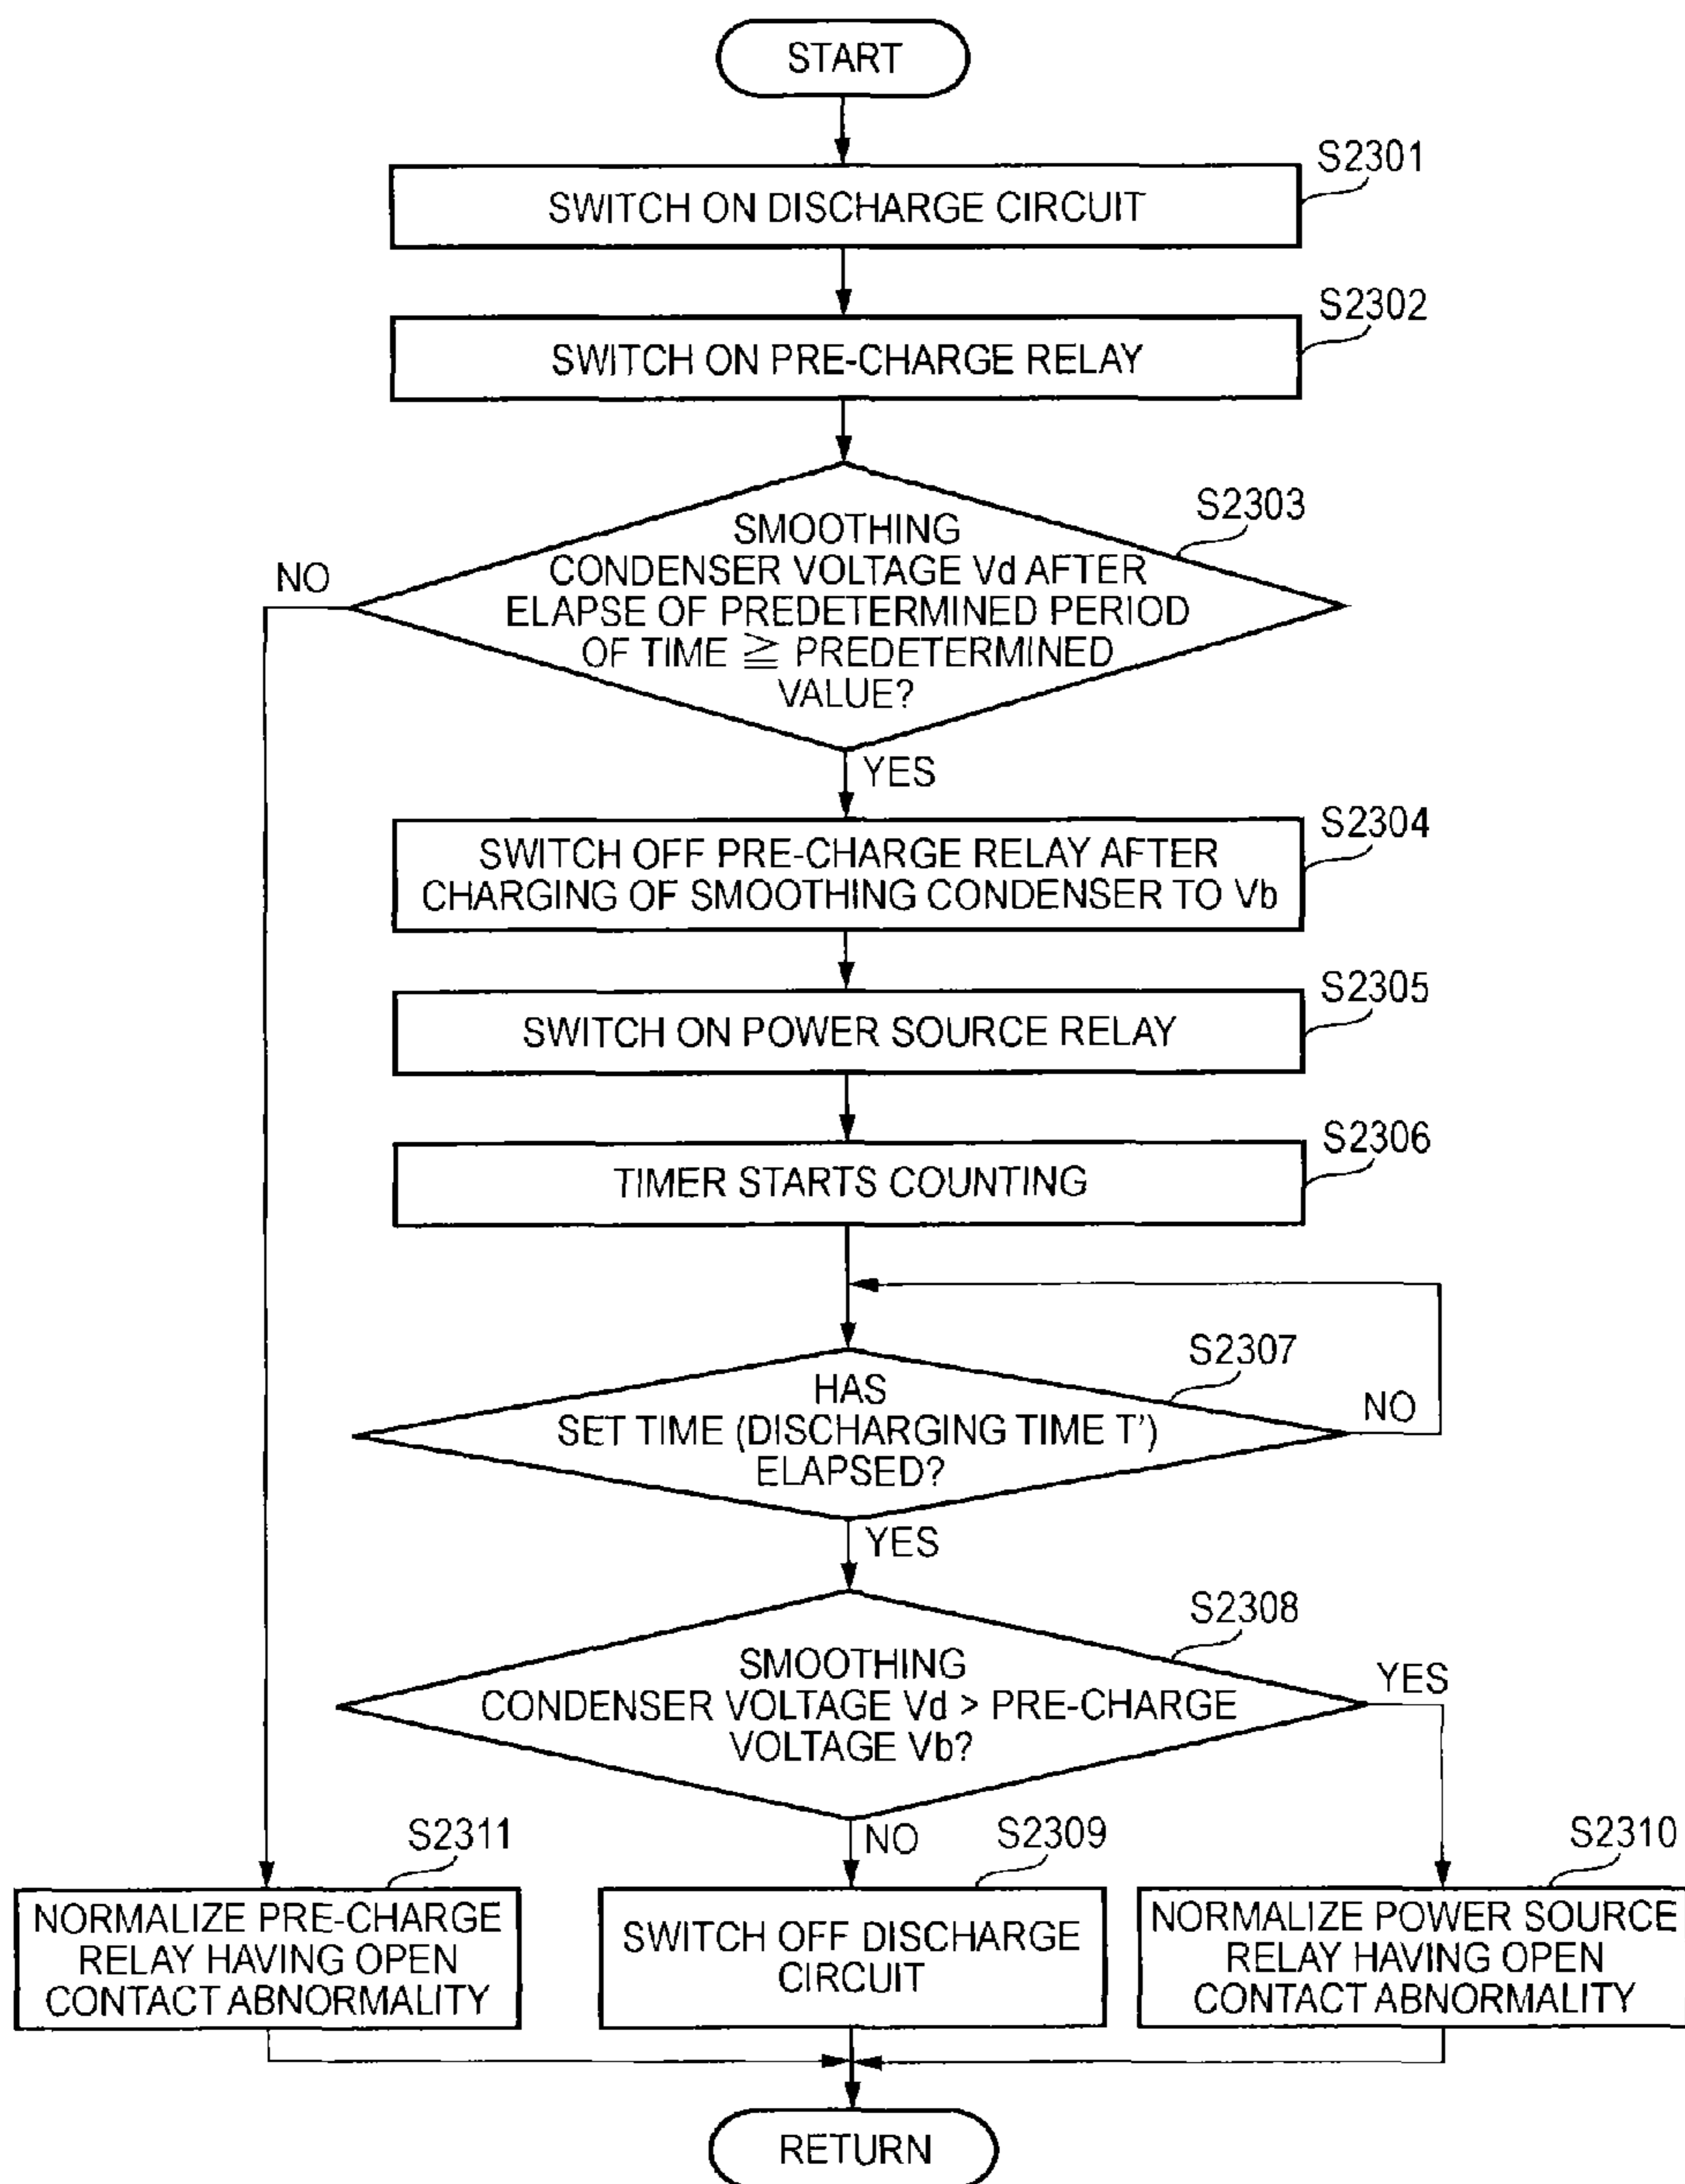 START
S2301
SWITCH ON DISCHARGE CIRCUIT
S2302
SWITCH ON PRE-CHARGE RELAY
S2303
SMOOTHING
CONDENSER VOLTAGE Vd AFTER
ELAPSE OF PREDETERMINED PERIOD
OF TIME ≧ PREDETERMINED
VALUE?
NO
YES
S2304
SWITCH OFF PRE-CHARGE RELAY AFTER
CHARGING OF SMOOTHING CONDENSER TO Vb
S2305
SWITCH ON POWER SOURCE RELAY
S2306
TIMER STARTS COUNTING
S2307
HAS
SET TIME (DISCHARGING TIME T')
ELAPSED?
NO
YES
S2308
SMOOTHING
CONDENSER VOLTAGE Vd > PRE-CHARGE
VOLTAGE Vb?
YES
NO
S2311
NORMALIZE PRE-CHARGE
RELAY HAVING OPEN
CONTACT ABNORMALITY
S2309
SWITCH OFF DISCHARGE
CIRCUIT
S2310
NORMALIZE POWER SOURCE
RELAY HAVING OPEN
CONTACT ABNORMALITY
RETURN